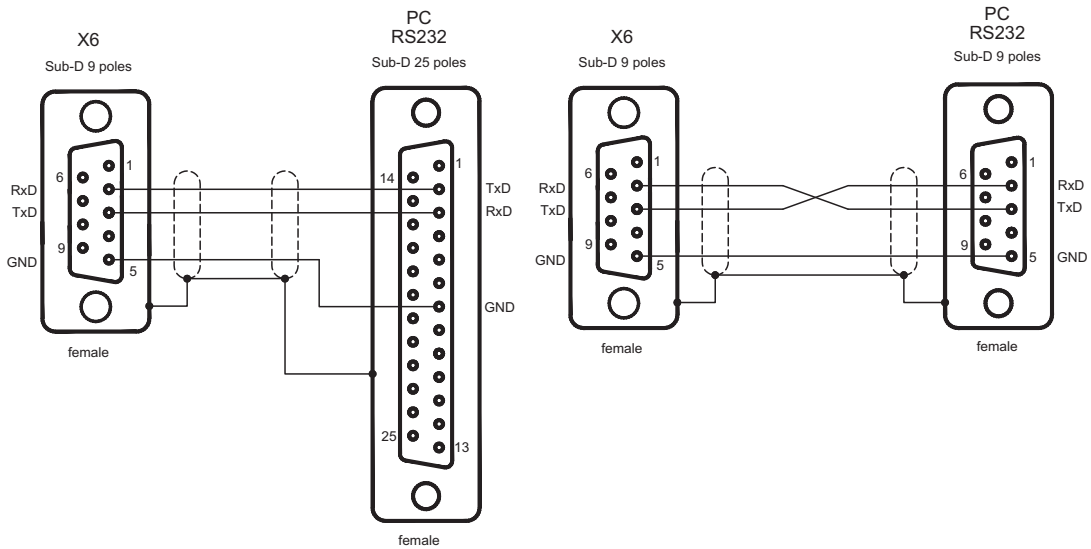 X6
Sub-D 9 poles
1
6
RxD
TxD
9
GND
5
female
PC
RS232
Sub-D 25 poles
1
14
TxD
RxD
GND
25
13
female
X6
Sub-D 9 poles
1
6
RxD
TxD
9
GND
5
female
PC
RS232
Sub-D 9 poles
1
6
RxD
TxD
9
5
GND
female